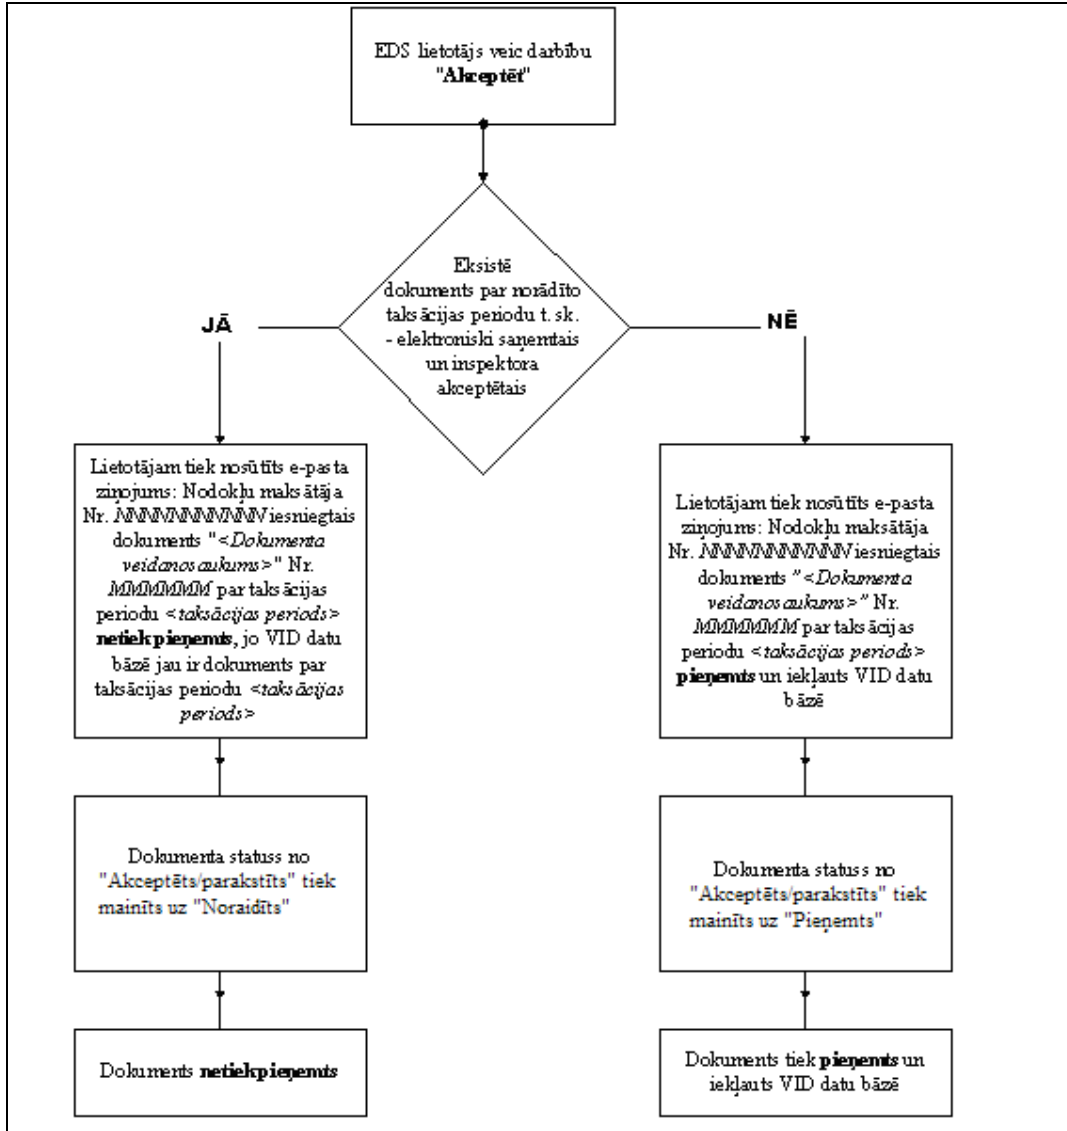 EDS lietotājs veic darbību
"Akceptēt"
Eksistē
dokuments par norādīto
taksācijas periodu t. sk.
- elektroniski saņemtais
un inspektora
akceptētais
JĀ
NĒ
Lietotājam tiek nosūtīts e-pasta
ziņojums: Nodokļu maksātāja
Nr. NNNNNNNNNNN iesniegtais
dokuments "<Dokumenta
veidanosaukums>" Nr.
MMMMMM par taksācijas
periodu <taksācijas periods>
netiek pieņemts, jo VID datu
bāzē jau ir dokuments par
taksācijas periodu <taksācijas
periods>
Lietotājam tiek nosūtīts e-pasta
ziņojums: Nodokļu maksātāja
Nr. NNNNNNNNNNN iesniegtais
dokuments "<Dokumenta
veidanosaukums>" Nr.
MMMMMM par taksācijas
periodu <taksācijas periods>
pieņemts un iekļauts VID datu
bāzē
Dokumenta statuss no
"Akceptēts/parakstīts" tiek
mainīts uz "Noraidīts"
Dokumenta statuss no
"Akceptēts/parakstīts" tiek
mainīts uz "Pieņemts"
Dokuments netiek pieņemts
Dokuments tiek pieņemts un
iekļauts VID datu bāzē